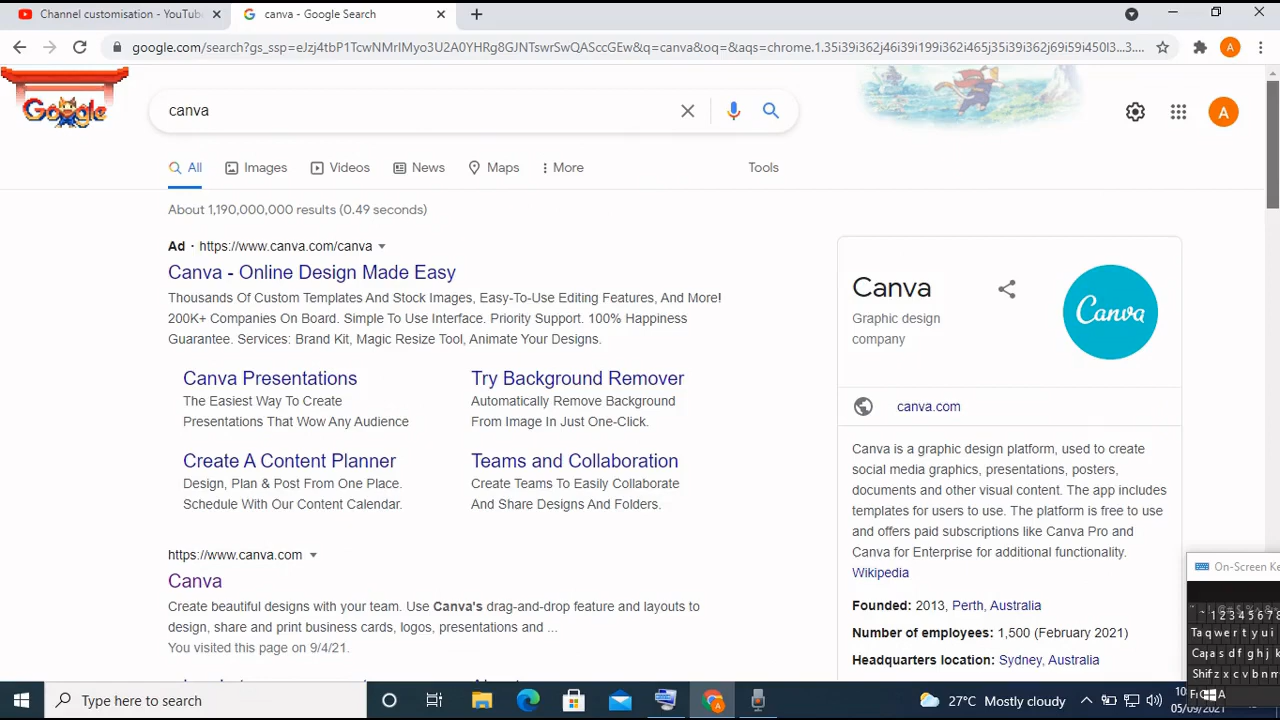 Channel customisation - YouTube
canva - Google Search
google.com/search?gs_ssp=eJzj4tbP1TcwNMrIMyo3U2A0YHRg8GJNTswrSwQASccGEw&q=canva&oq=&aqs=chrome.1.35i39i362j46i39i199i362i465j35i39i362j69i59i450l3...3....
A
Google
canva
A
All
Images
Videos
News
Maps
More
Tools
About 1,190,000,000 results (0.49 seconds)
Ad · https://www.canva.com/canva
Canva - Online Design Made Easy
Thousands Of Custom Templates And Stock Images, Easy-To-Use Editing Features, And More!
200K+ Companies On Board. Simple To Use Interface. Priority Support. 100% Happiness
Guarantee. Services: Brand Kit, Magic Resize Tool, Animate Your Designs.
Canva Presentations
The Easiest Way To Create
Presentations That Wow Any Audience
Try Background Remover
Automatically Remove Background
From Image In Just One-Click.
Create A Content Planner
Design, Plan & Post From One Place.
Schedule With Our Content Calendar.
Teams and Collaboration
Create Teams To Easily Collaborate
And Share Designs And Folders.
https://www.canva.com
Canva
Create beautiful designs with your team. Use Canva's drag-and-drop feature and layouts to
design, share and print business cards, logos, presentations and ...
You visited this page on 9/4/21.
Canva
Graphic design
company
Canva
canva.com
Canva is a graphic design platform, used to create
social media graphics, presentations, posters,
documents and other visual content. The app includes
templates for users to use. The platform is free to use
and offers paid subscriptions like Canva Pro and
Canva for Enterprise for additional functionality.
Wikipedia
Founded: 2013, Perth, Australia
Number of employees: 1,500 (February 2021)
Headquarters location: Sydney, Australia
On-Screen Ke
1 2 3 4 5 6 7 8
Ta q w e r t y u i
Ca a s d f g h j k
Shif z x c v b n m
Type here to search
27°C Mostly cloudy